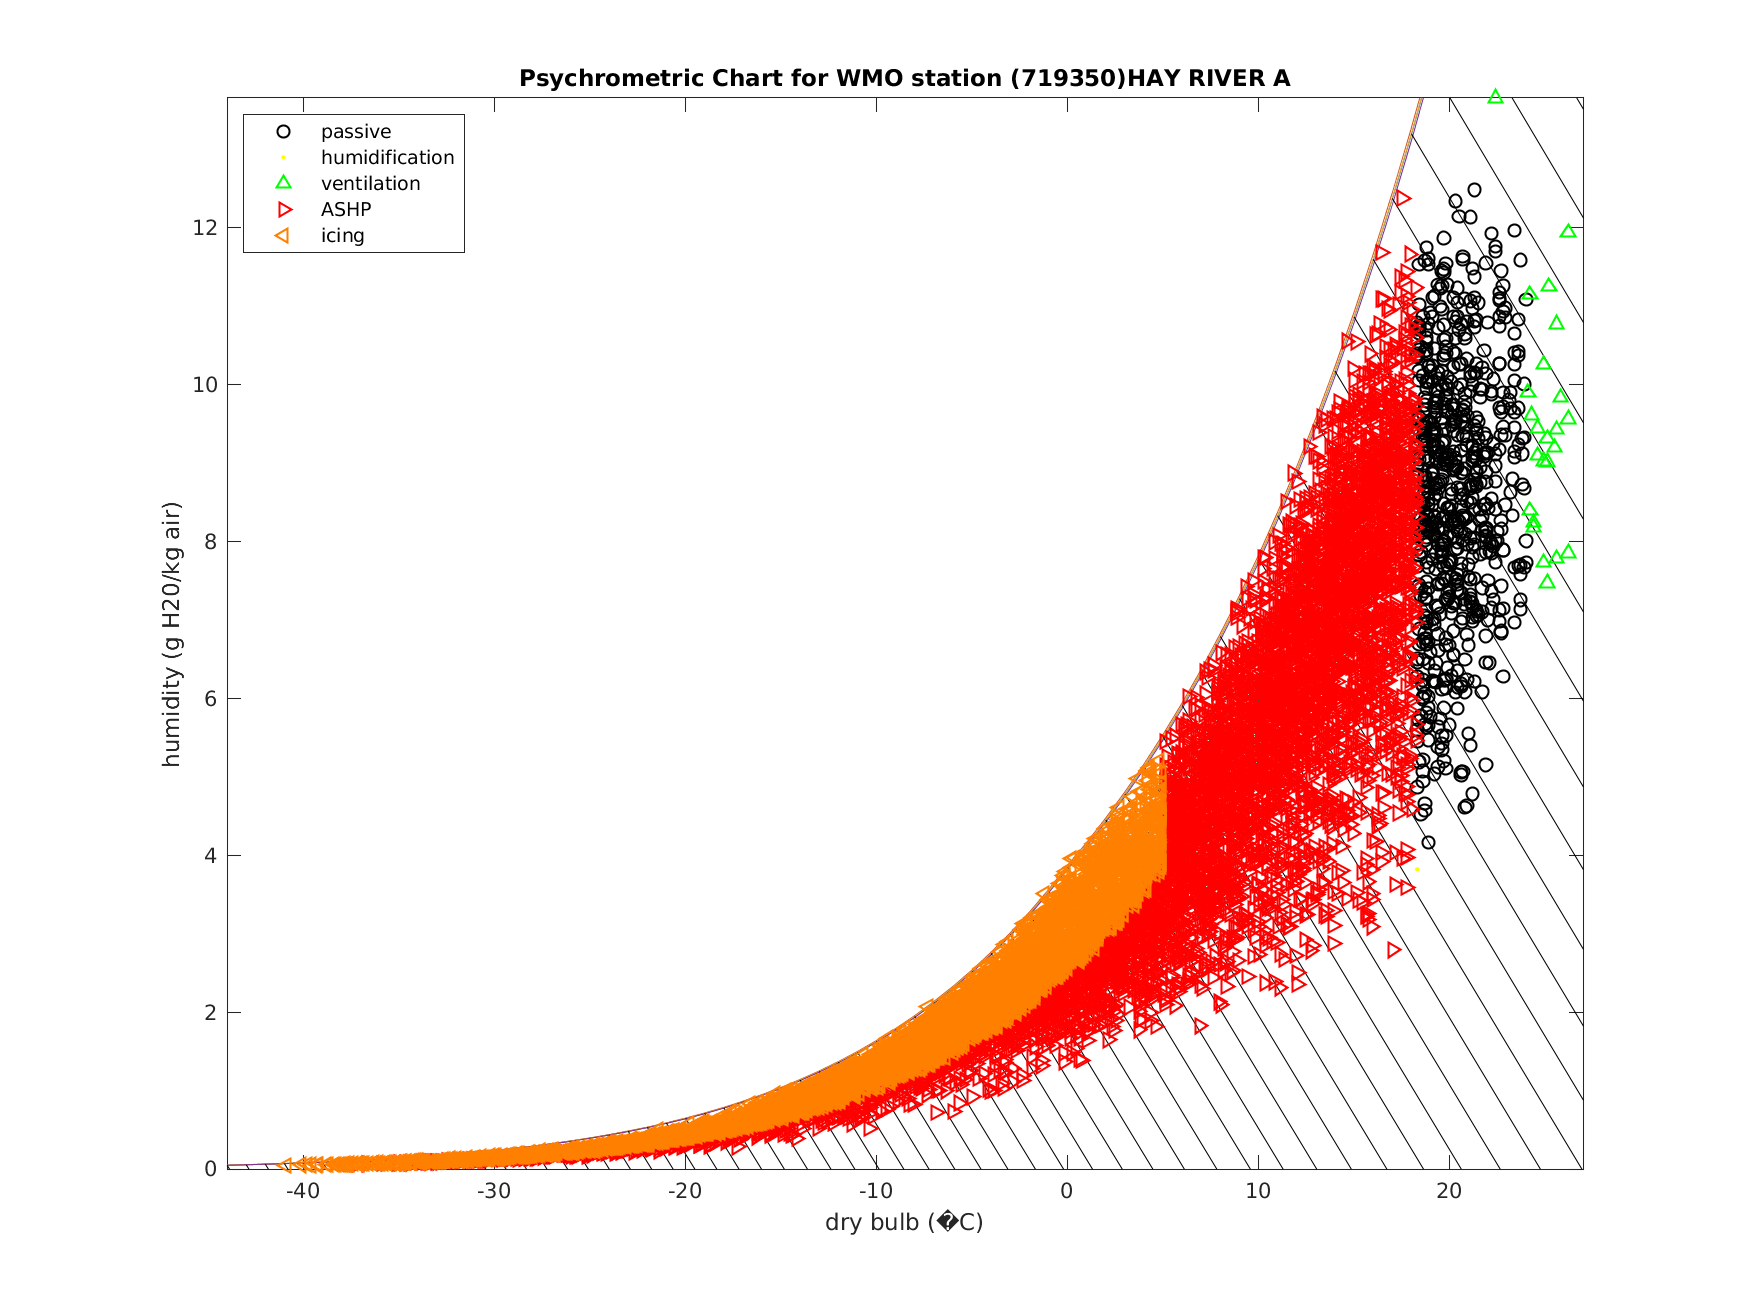 Psychrometric Chart for WMO station (719350)HAY RIVER A
passive
humidification
ventilation
ASHP
icing
humidity (g H20/kg air)
12
10
8
6
4
2
0
-40 -30 -20 -10 0 10 20
dry bulb (�C)